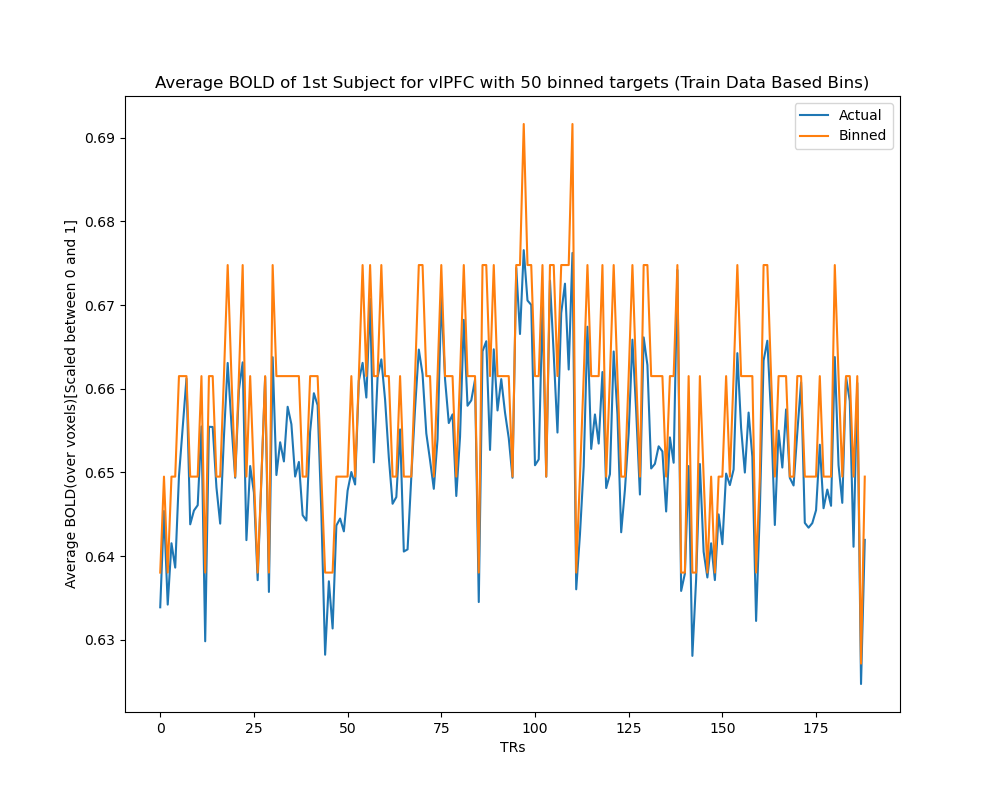 Average BOLD of 1st Subject for vlPFC with 50 binned targets (Train Data Based Bins)
Actual
Binned
Average BOLD(over voxels)[Scaled between 0 and 1]
0.69
0.68
0.67
0.66
0.65
0.64
0.63
0 25 50 75 100 125 150 175
TRs